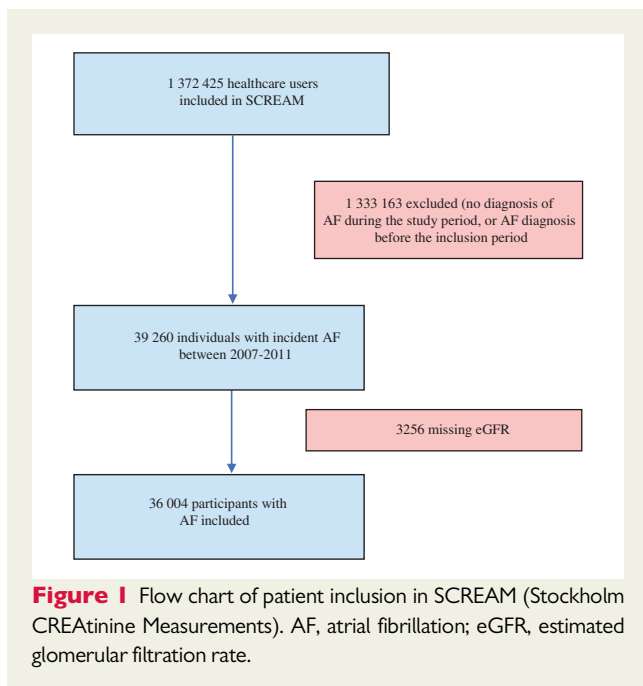 1 372 425 healthcare users
included in SCREAM
1 333 163 excluded (no diagnosis of
AF during the study period, or AF diagnosis
before the inclusion period
39 260 individuals with incident AF
between 2007-2011
3256 missing eGFR
36 004 participants with
AF included
Figure 1 Flow chart of patient inclusion in SCREAM (Stockholm
CREAtinine Measurements). AF, atrial fibrillation; eGFR, estimated
glomerular filtration rate.